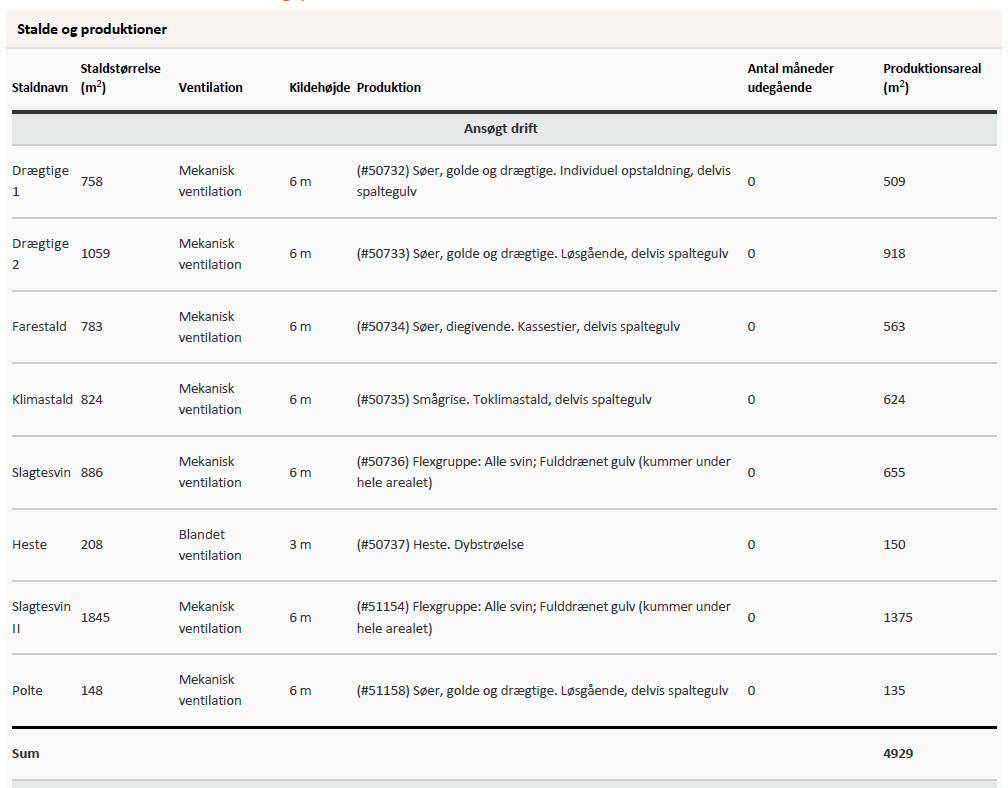 Stalde og produktioner
Staldnavn Staldstørrelse (m²) Ventilation Kildehøjde Produktion Antal måneder udegående Produktionsareal (m²)
Ansøgt drift
Drægtige 1 758 Mekanisk ventilation 6 m (#50732) Søer, golde og drægtige. Individuel opstaldning, delvis spaltegulv 0 509
Drægtige 2 1059 Mekanisk ventilation 6 m (#50733) Søer, golde og drægtige. Løsgående, delvis spaltegulv 0 918
Farestald 783 Mekanisk ventilation 6 m (#50734) Søer, diegivende. Kassestier, delvis spaltegulv 0 563
Klimastald 824 Mekanisk ventilation 6 m (#50735) Smågrise. Toklimastald, delvis spaltegulv 0 624
Slagtesvin 886 Mekanisk ventilation 6 m (#50736) Flexgruppe: Alle svin; Fulddrænet gulv (kummer under hele arealet) 0 655
Heste 208 Blandet ventilation 3 m (#50737) Heste. Dybstrøelse 0 150
Slagtesvin II 1845 Mekanisk ventilation 6 m (#51154) Flexgruppe: Alle svin; Fulddrænet gulv (kummer under hele arealet) 0 1375
Polte 148 Mekanisk ventilation 6 m (#51158) Søer, golde og drægtige. Løsgående, delvis spaltegulv 0 135
Sum 4929